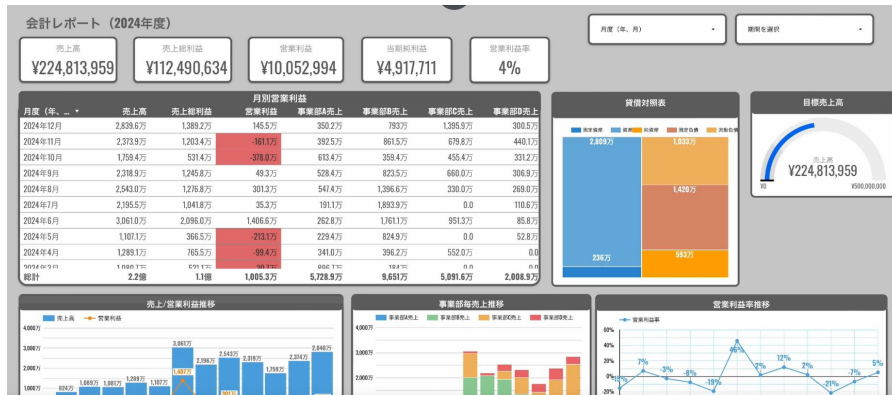 会計レポート（2024年度）
月度（年、月）
期間を選択
売上高
¥224,813,959
売上総利益
¥112,490,634
営業利益
¥10,052,994
当期純利益
¥4,917,711
営業利益率
4%
月別営業利益
月度（年、... 売上高 売上総利益 営業利益 事業部A売上 事業部B売上 事業部C売上 事業部D売上
2024年12月 2,839.6万 1,389.2万 145.5万 350.2万 793万 1,395.9万 300.5万
2024年11月 2,373.9万 1,203.4万 -161.1万 392.5万 861.5万 679.8万 440.1万
2024年10月 1,759.4万 531.4万 -378.0万 613.4万 359.4万 455.4万 331.2万
2024年9月 2,318.9万 1,245.8万 49.3万 528.4万 823.5万 660.0万 306.9万
2024年8月 2,543.0万 1,276.8万 301.3万 547.4万 1,396.6万 330.0万 269.0万
2024年7月 2,195.5万 1,041.8万 35.3万 191.1万 1,893.9万 0.0 110.6万
2024年6月 3,061.0万 2,096.0万 1,406.6万 262.8万 1,761.1万 951.3万 85.8万
2024年5月 1,107.1万 366.5万 -213.1万 229.4万 824.9万 0.0 52.8万
2024年4月 1,289.1万 765.5万 -99.4万 341.0万 396.2万 552.0万 0.0
総計 2.2億 1.1億 1,005.3万 5,728.9万 9,651万 5,091.6万 2,008.9万
貸借対照表
固定資産 純資産 固定負債 流動負債
2,809万 1,033万
1,420万
236万 593万
目標売上高
売上高
¥224,813,959
¥0 ¥500,000,000
売上/営業利益推移
売上高 営業利益
4,000万
3,000万
2,000万
1,000万
824万 1,089万 1,081万 1,289万 1,107万 3,061万 2,196万 2,543万 2,319万 1,759万 2,374万 2,840万
1,407万
301万
事業部毎売上推移
事業部A売上 事業部B売上 事業部C売上 事業部D売上
4,000万
2,000万
営業利益率推移
営業利益率
60%
40%
20%
0%
-20%
7% -3% -8% -19% 46% 2% 12% 2% -21% -7% 5%